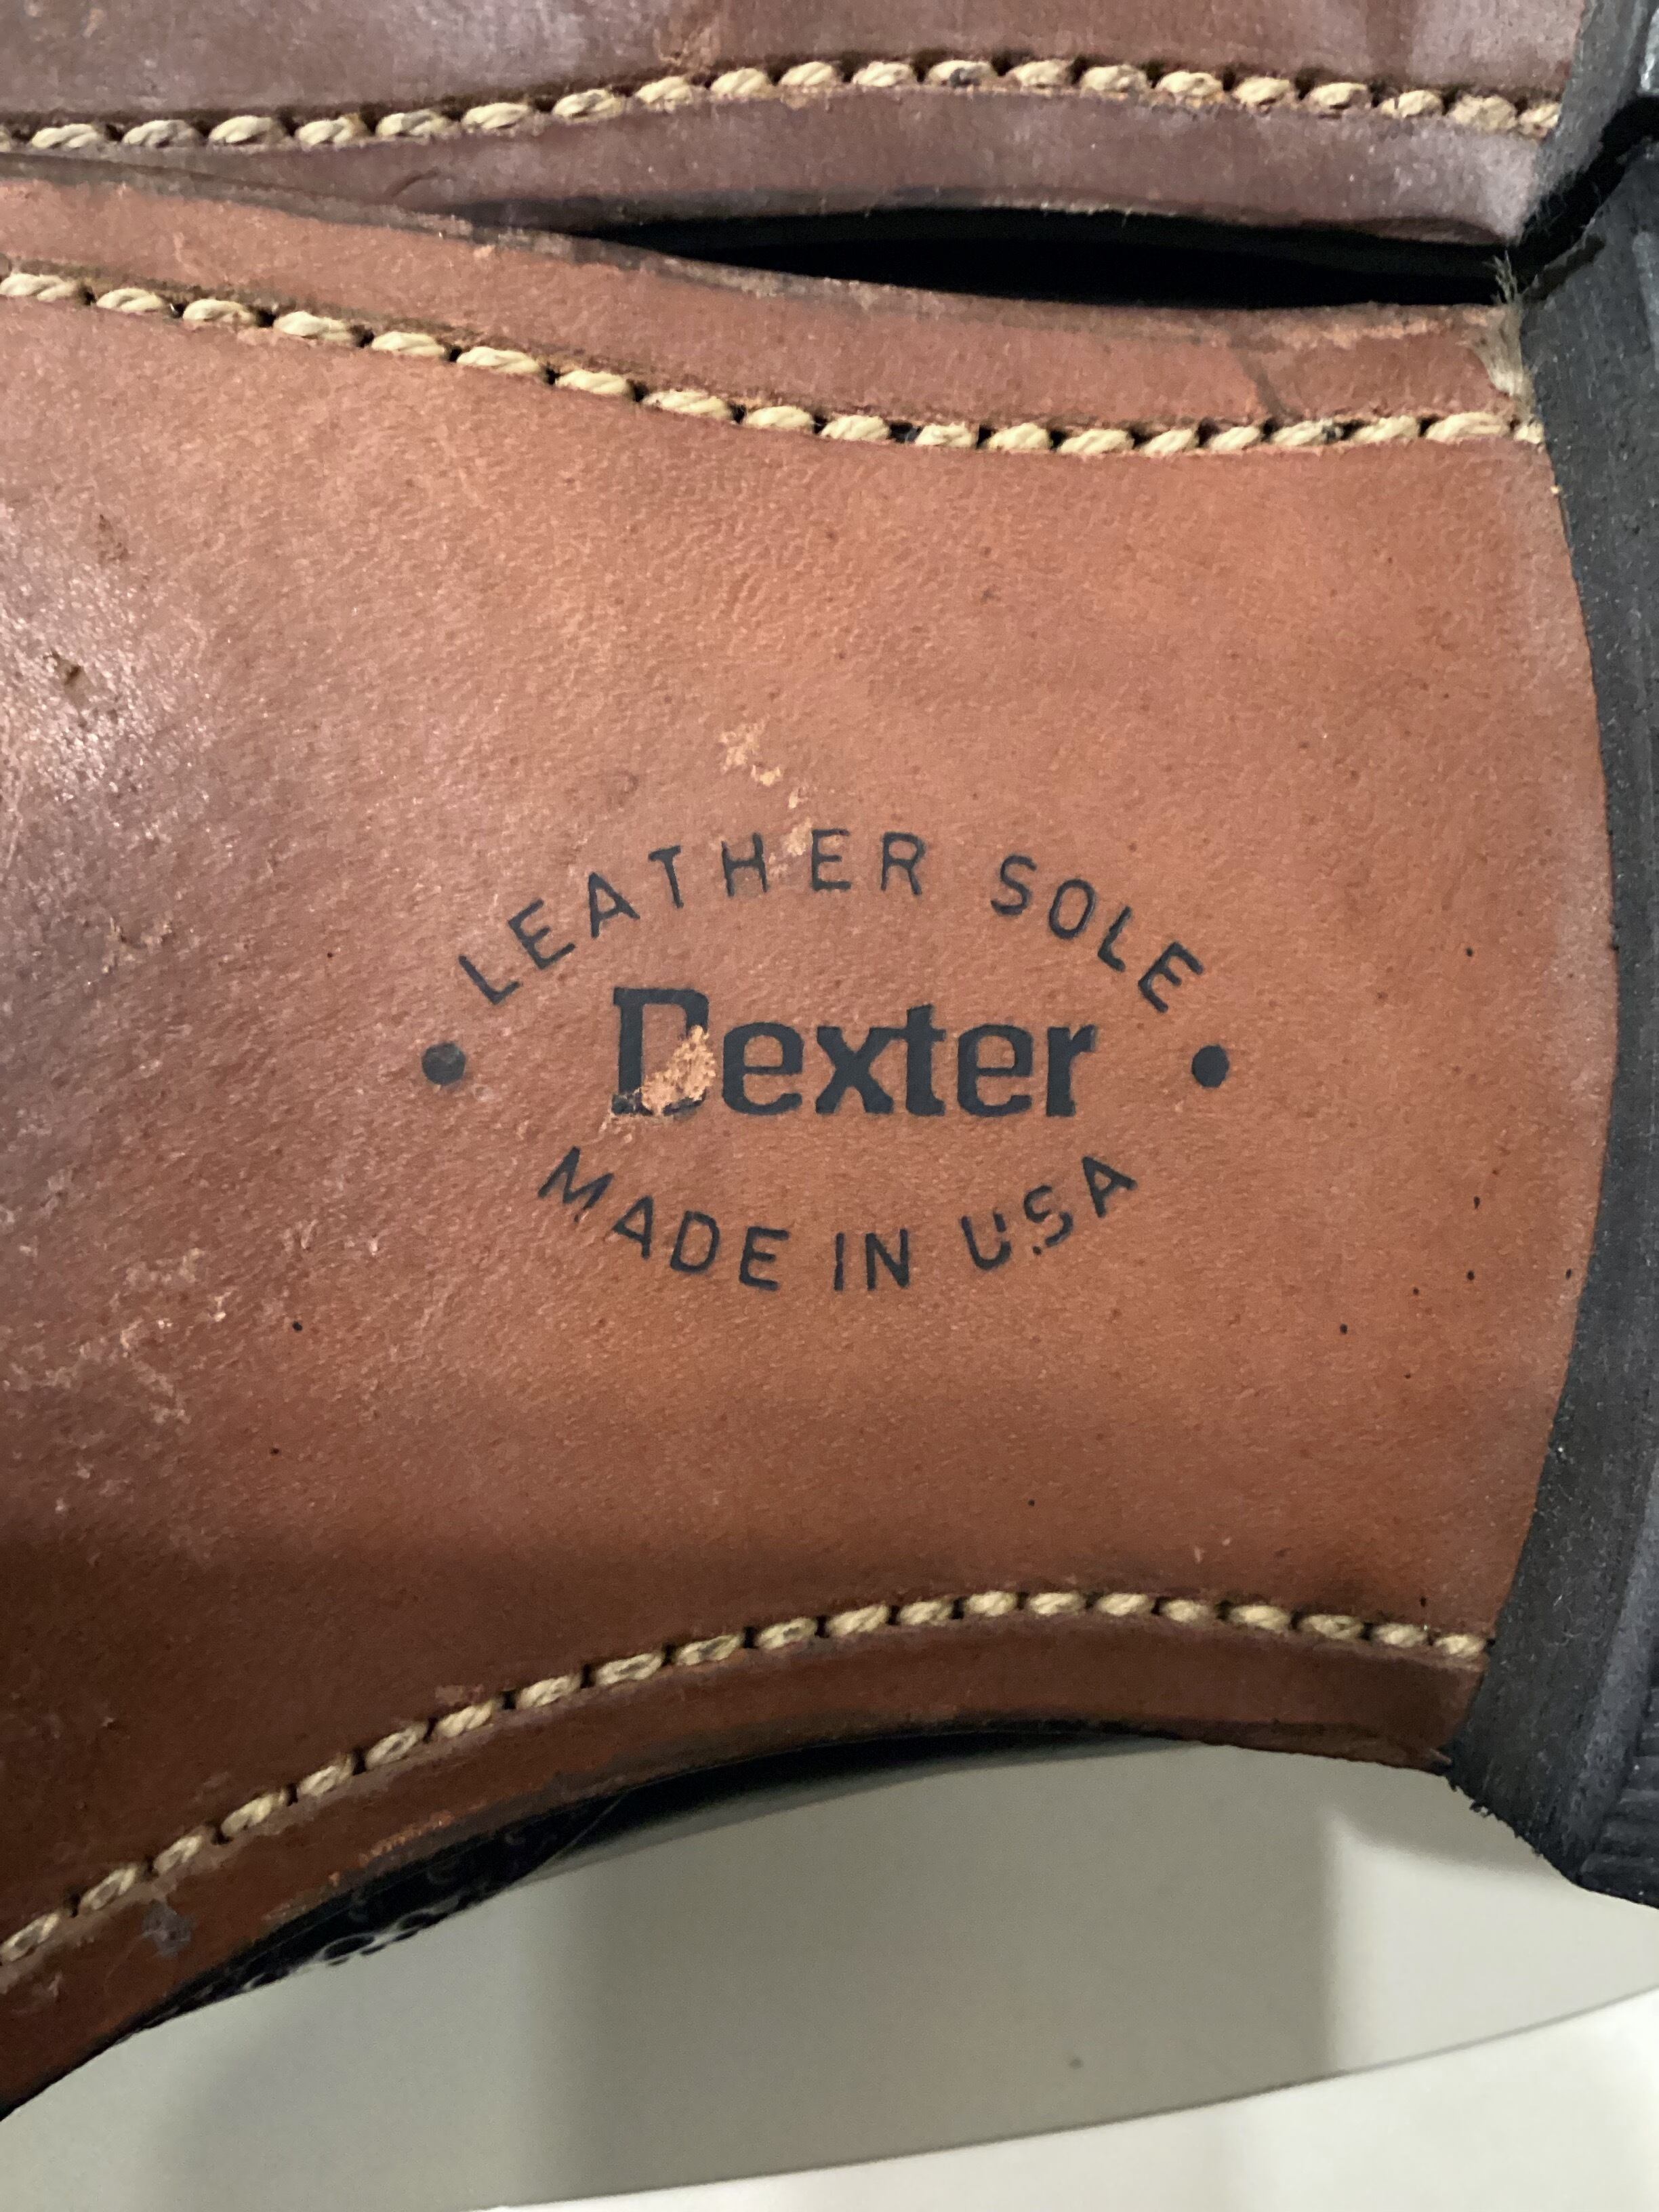 LEATHER SOLE
• Dexter •
MADE IN USA